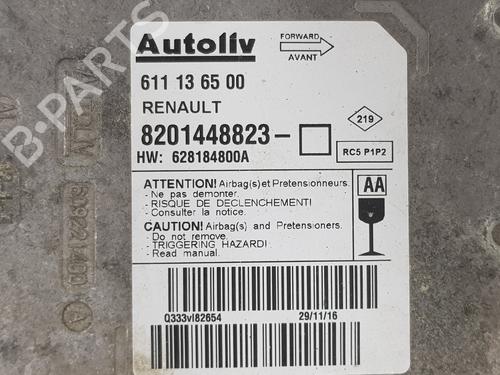 Autoliv
FORWARD
AVANT
611 13 65 00
RENAULT
8201448823-
219
HW: 628184800A
RC5 P1P2
ATTENTION! Airbag(s)et Pretensionneurs.
- Ne pas demonter.
- RISQUE DE DECLENCHEMENT!
- Consulter la notice.
AA
CAUTION! Airbag(s) and Pretensioners.
- Do not remove.
- TRIGGERING HAZARD!
- Read manual.
Q333vl82654
29/11/16
B-PARTS